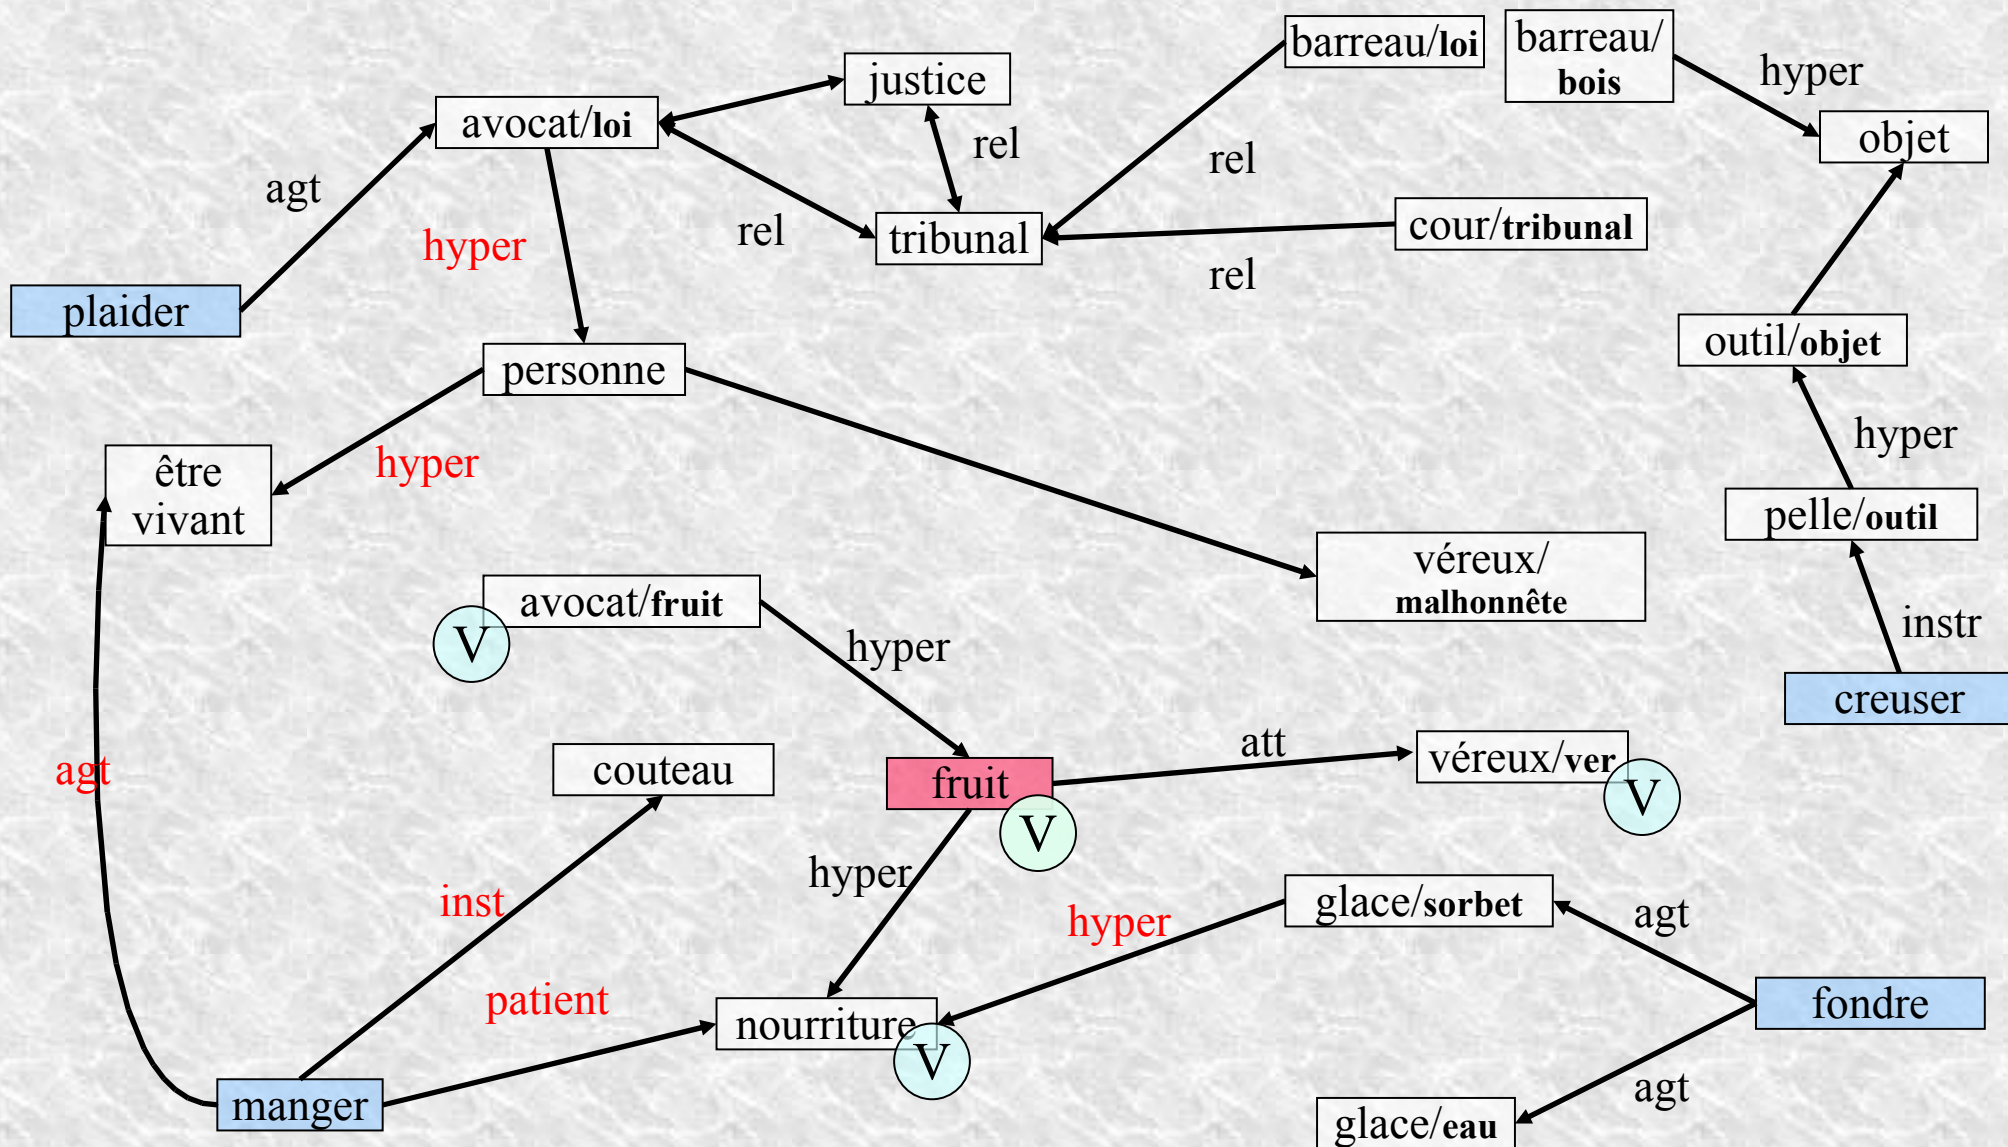 barreau/loi
barreau/
bois
hyper
justice
avocat/loi
rel
rel
objet
agt
hyper
rel
tribunal
cour/tribunal
rel
plaider
outil/objet
personne
hyper
hyper
être
vivant
pelle/outil
véreux/
malhonnête
avocat/fruit
V
hyper
instr
creuser
agt
couteau
fruit
V
att
véreux/ver
V
hyper
inst
hyper
glace/sorbet
agt
patient
nourriture
V
fondre
manger
agt
glace/eau